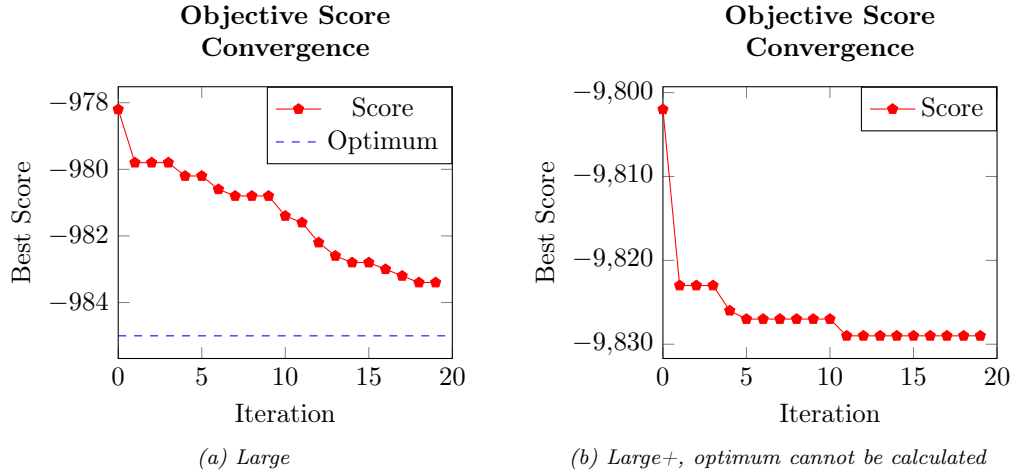 Objective Score
Convergence
−978
−980
−982
−984
Best Score
Score
Optimum
0
5
10
15
20
Iteration
(a) Large
Objective Score
Convergence
−9,800
−9,810
−9,820
−9,830
Best Score
Score
0
5
10
15
20
Iteration
(b) Large+, optimum cannot be calculated